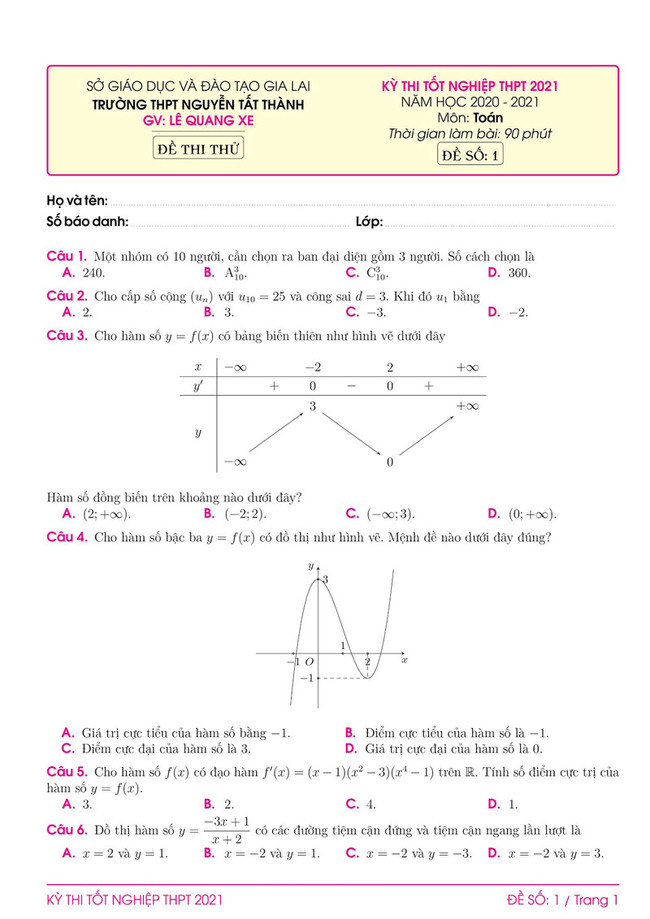 SỞ GIÁO DỤC VÀ ĐÀO TẠO GIA LAI
TRƯỜNG THPT NGUYỄN TẤT THÀNH
GV: LÊ QUANG XE
ĐỀ THI THỬ
KỲ THI TỐT NGHIỆP THPT 2021
NĂM HỌC 2020 - 2021
Môn: Toán
Thời gian làm bài: 90 phút
ĐỀ SỐ: 1
Họ và tên:
Số báo danh: Lớp:
Câu 1. Một nhóm có 10 người, cần chọn ra ban đại diện gồm 3 người. Số cách chọn là
A. 240. B. A³₁₀. C. C³₁₀. D. 360.
Câu 2. Cho cấp số cộng (uₙ) với u₁₀ = 25 và công sai d = 3. Khi đó u₁ bằng
A. 2. B. 3. C. −3. D. −2.
Câu 3. Cho hàm số y = f(x) có bảng biến thiên như hình vẽ dưới đây
x −∞ −2 2 +∞
y′ + 0 − 0 +
3 +∞
y
−∞ 0
Hàm số đồng biến trên khoảng nào dưới đây?
A. (2; +∞). B. (−2; 2). C. (−∞; 3). D. (0; +∞).
Câu 4. Cho hàm số bậc ba y = f(x) có đồ thị như hình vẽ. Mệnh đề nào dưới đây đúng?
y
3
1
−1 O 2 x
−1
A. Giá trị cực tiểu của hàm số bằng −1. B. Điểm cực tiểu của hàm số là −1.
C. Điểm cực đại của hàm số là 3. D. Giá trị cực đại của hàm số là 0.
Câu 5. Cho hàm số f(x) có đạo hàm f′(x) = (x − 1)(x² − 3)(x⁴ − 1) trên ℝ. Tính số điểm cực trị của
hàm số y = f(x).
A. 3. B. 2. C. 4. D. 1.
Câu 6. Đồ thị hàm số y = (−3x + 1)/(x + 2) có các đường tiệm cận đứng và tiệm cận ngang lần lượt là
A. x = 2 và y = 1. B. x = −2 và y = 1. C. x = −2 và y = −3. D. x = −2 và y = 3.
KỲ THI TỐT NGHIỆP THPT 2021 ĐỀ SỐ: 1 / Trang 1